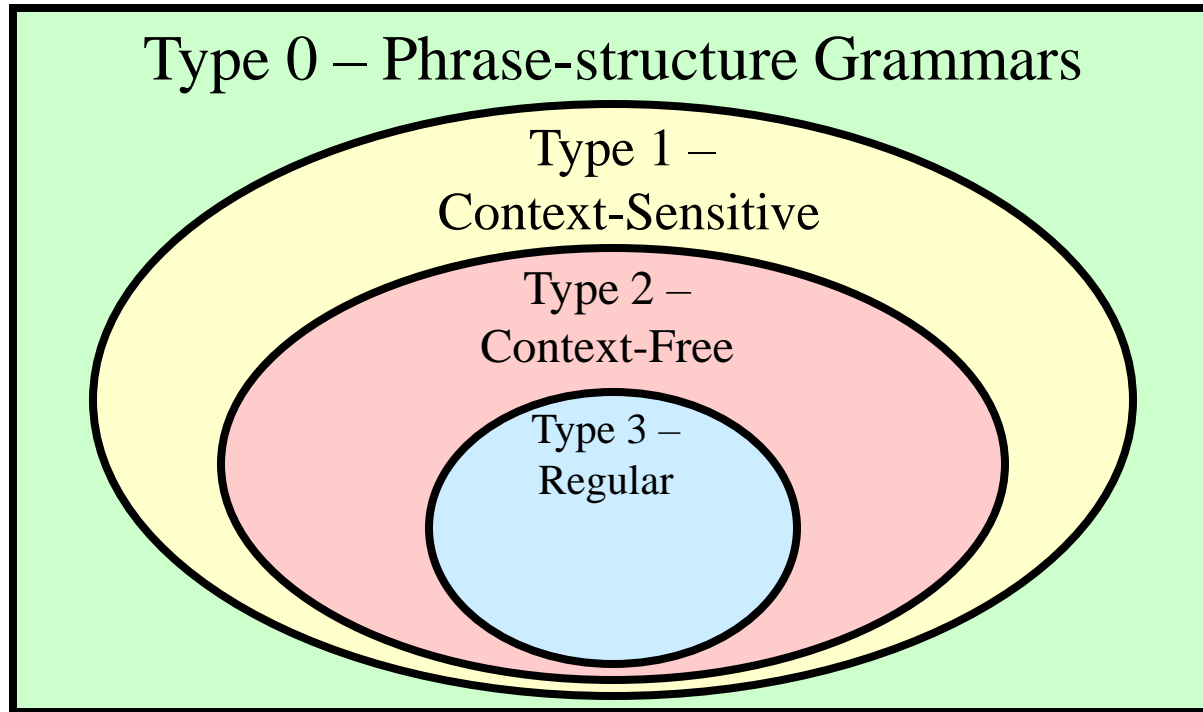 Type 0 – Phrase-structure Grammars
Type 1 –
Context-Sensitive
Type 2 –
Context-Free
Type 3 –
Regular